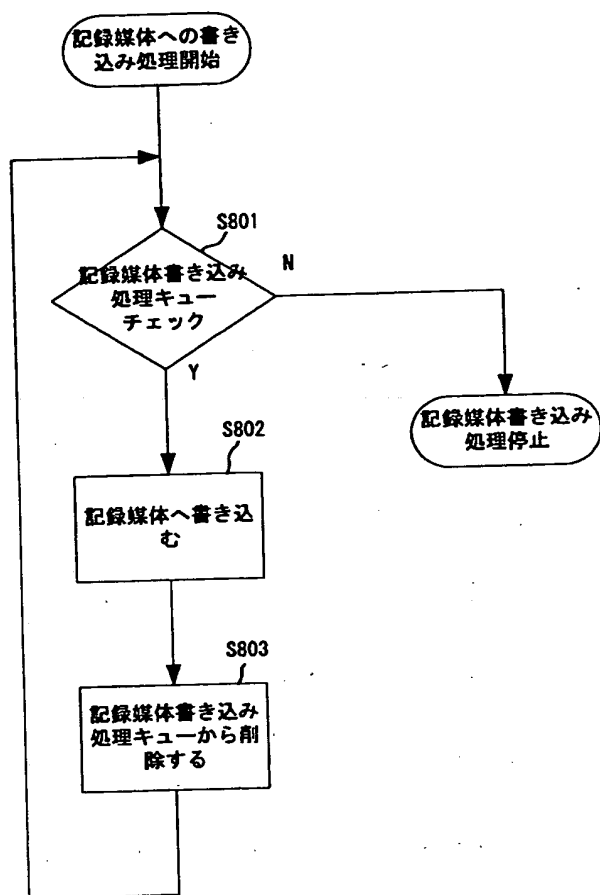 記録媒体への書き
込み処理開始
S801
記録媒体書き込み
処理キュー
チェック
N
Y
記録媒体書き込み
処理停止
S802
記録媒体へ書き込
む
S803
記録媒体書き込み
処理キューから削
除する